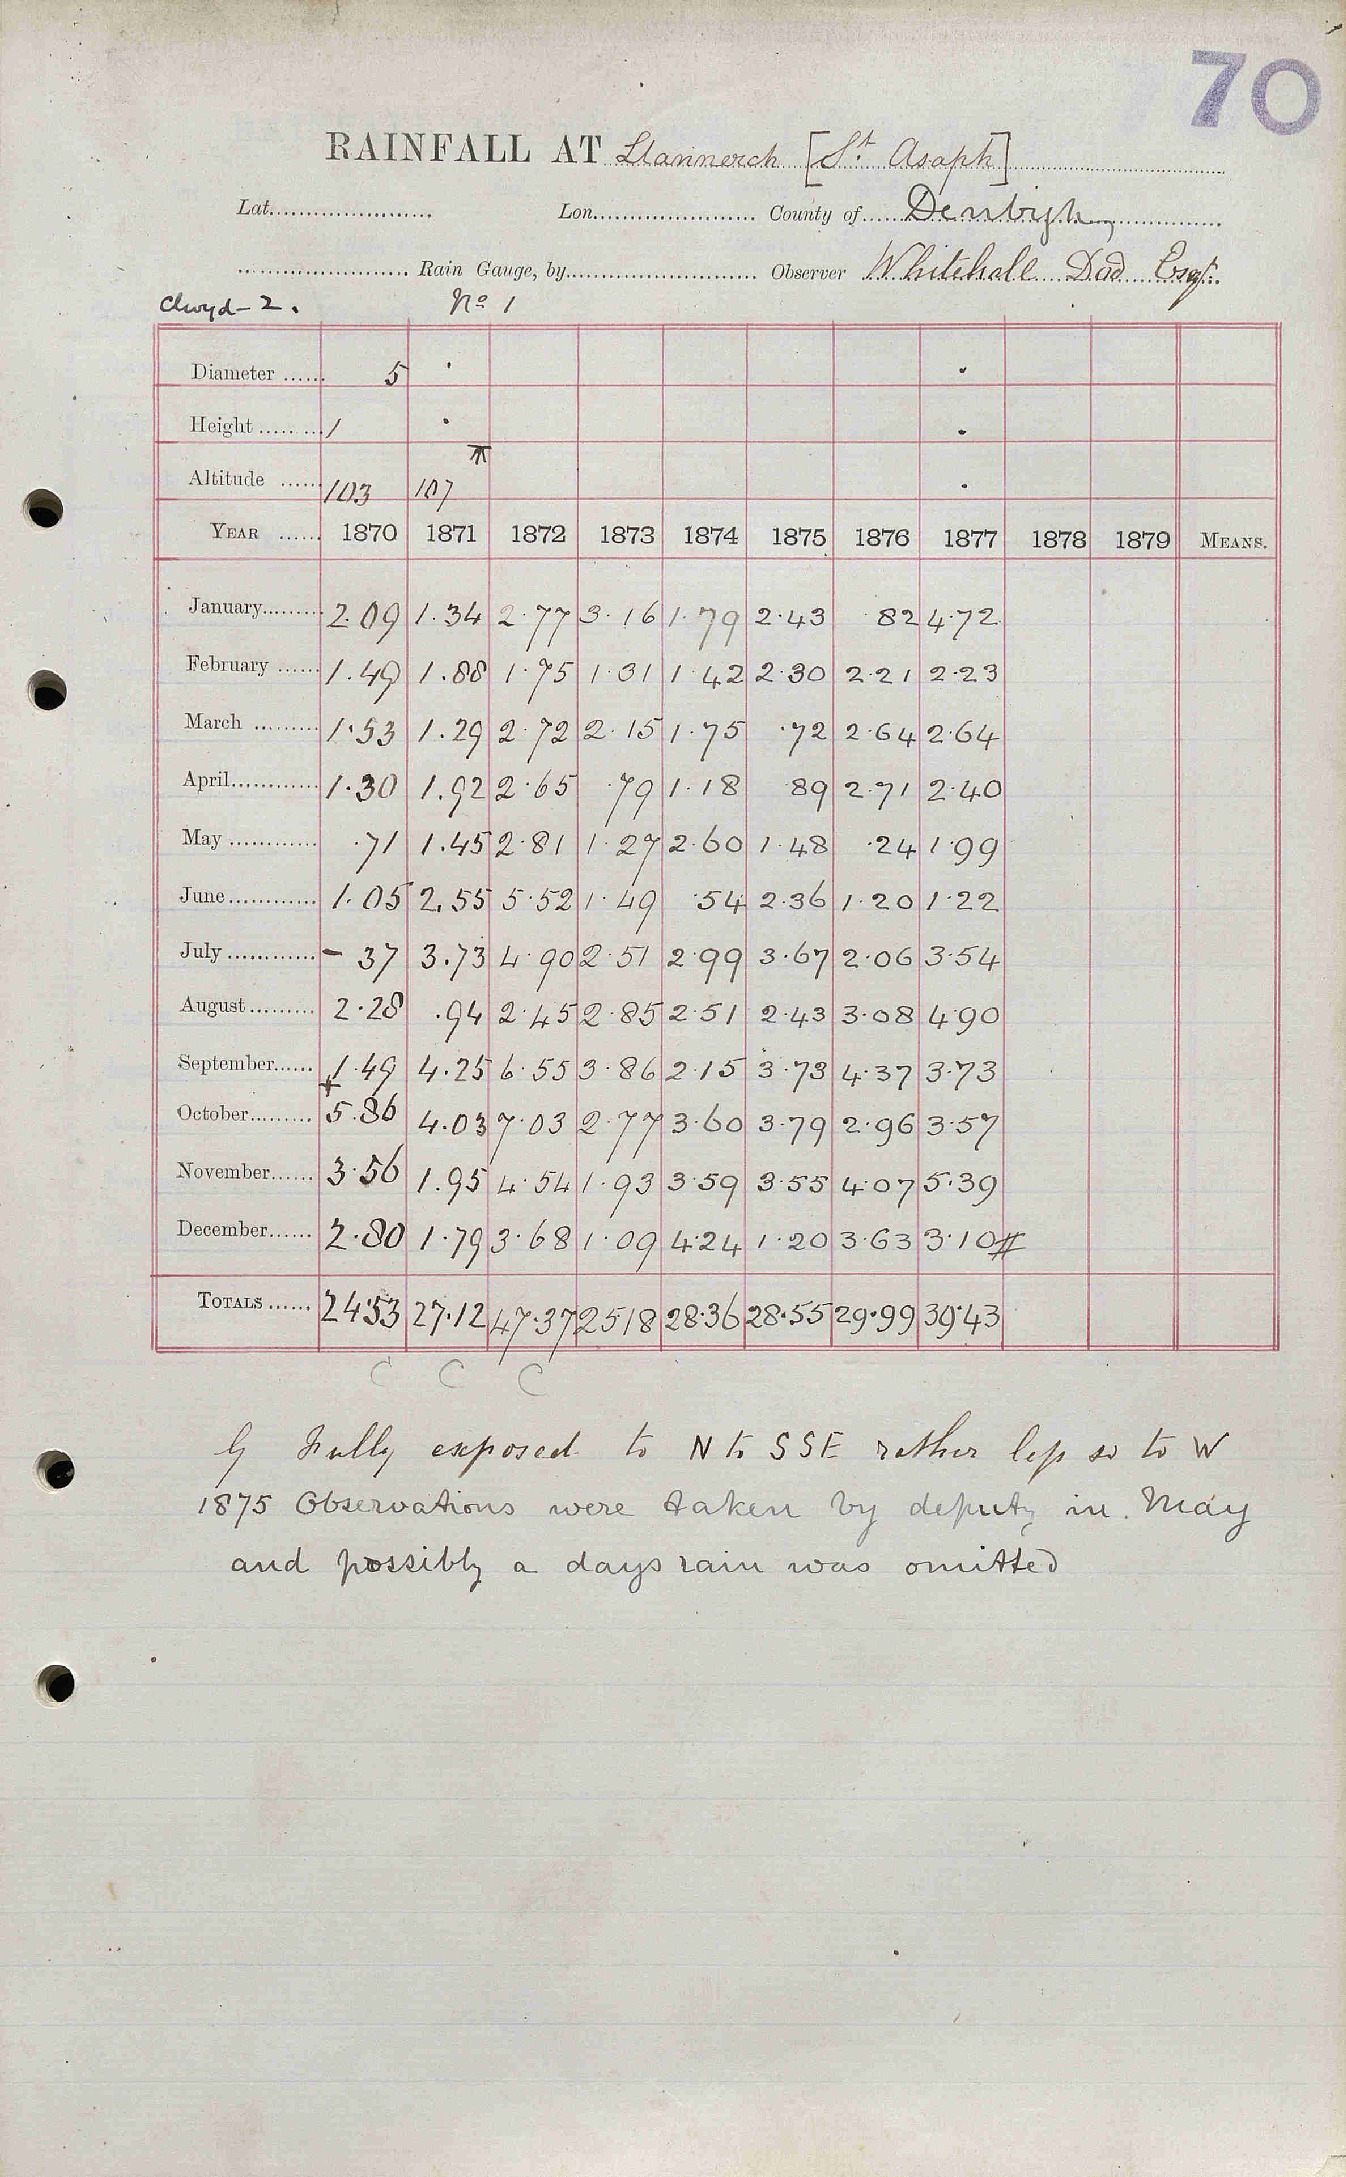 70
RAINFALL AT Llannerch [St. Asaph]
Lat. Lon. County of Denbigh
Rain Gauge, by Observer Whitehall Dod Esqr.
Clwyd-2. No 1
Diameter 5 · ·
Height 1 · ·
Altitude 103 107 ·
YEAR 1870 1871 1872 1873 1874 1875 1876 1877 1878 1879 MEANS.
January 2.09 1.34 2.77 3.16 1.79 2.43 82 4.72
February 1.49 1.88 1.75 1.31 1.42 2.30 2.21 2.23
March 1.53 1.29 2.72 2.15 1.75 .72 2.64 2.64
April 1.30 1.92 2.65 .79 1.18 89 2.71 2.40
May .71 1.45 2.81 1.27 2.60 1.48 .24 1.99
June 1.05 2.55 5.52 1.49 .54 2.36 1.20 1.22
July - 37 3.73 4.90 2.51 2.99 3.67 2.06 3.54
August 2.28 .94 2.45 2.85 2.51 2.43 3.08 4.90
September 1.49 4.25 6.55 3.86 2.15 3.73 4.37 3.73
October + 5.86 4.03 7.03 2.77 3.60 3.79 2.96 3.57
November 3.56 1.95 4.54 1.93 3.59 3.55 4.07 5.39
December 2.80 1.79 3.68 1.09 4.24 1.20 3.63 3.10 #
TOTALS 24.53 27.12 47.37 25.18 28.36 28.55 29.99 39.43
C C C
G Fully exposed to N to SSE rather less so to W
1875 Observations were taken by deputy in May
and possibly a days rain was omitted